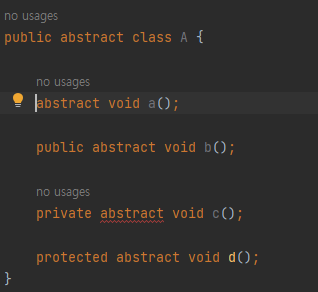 no usages
public abstract class A {
no usages
abstract void a();
public abstract void b();
no usages
private abstract void c();
protected abstract void d();
}